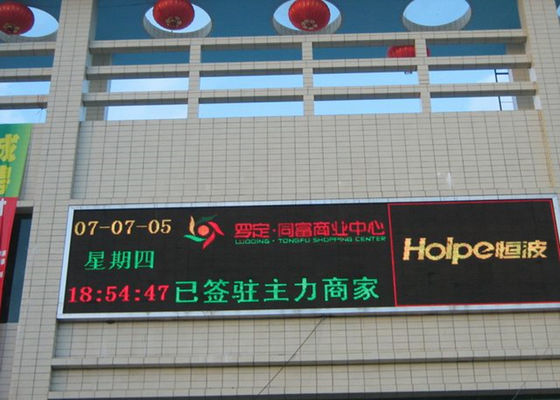 07-07-05
星期四
18:54:47
罗定·同富商业中心
LUODING·TONGFU SHOPPING CENTER
已签驻主力商家
Holpe恒波